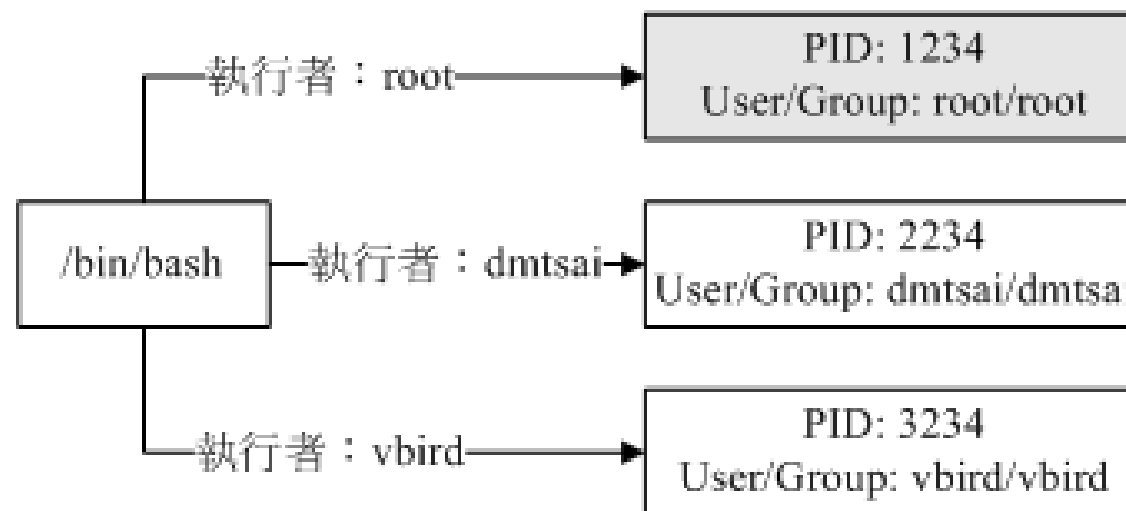 執行者：root
PID: 1234
User/Group: root/root
/bin/bash
執行者：dmtsai
PID: 2234
User/Group: dmtsai/dmtsa
執行者：vbird
PID: 3234
User/Group: vbird/vbird